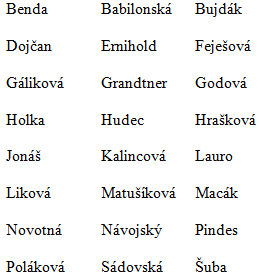 Benda Babilonská Bujdák
Dojčan Ernihold Feješová
Gáliková Grandtner Godová
Holka Hudec Hrašková
Jonáš Kalincová Lauro
Liková Matušíková Macák
Novotná Návojský Pindes
Poláková Sádovská Šuba